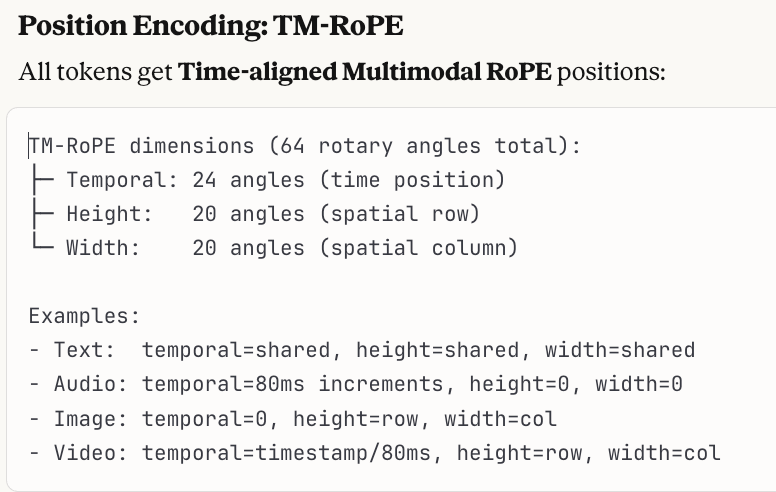 Position Encoding: TM-RoPE
All tokens get Time-aligned Multimodal RoPE positions:
TM-RoPE dimensions (64 rotary angles total):
├─ Temporal: 24 angles (time position)
├─ Height:   20 angles (spatial row)
└─ Width:    20 angles (spatial column)
Examples:
- Text:  temporal=shared, height=shared, width=shared
- Audio: temporal=80ms increments, height=0, width=0
- Image: temporal=0, height=row, width=col
- Video: temporal=timestamp/80ms, height=row, width=col